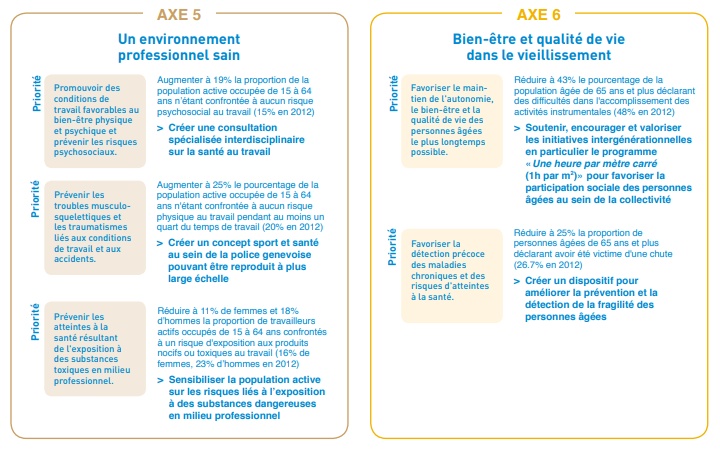 AXE 5
Un environnement
professionnel sain
Priorité
Promouvoir des
conditions de
travail favorables au
bien-être physique
et psychique et
prévenir les risques
psychosociaux.
Augmenter à 19% la proportion de la
population active occupée de 15 à 64
ans n'étant confrontée à aucun risque
psychosocial au travail (15% en 2012)
> Créer une consultation
spécialisée interdisciplinaire
sur la santé au travail
Priorité
Prévenir les
troubles musculo-
squelettiques et
les traumatismes
liés aux conditions
de travail et aux
accidents.
Augmenter à 25% le pourcentage de la
population active occupée de 15 à 64
ans n'étant confrontée à aucun risque
physique au travail pendant au moins un
quart du temps de travail (20% en 2012)
> Créer un concept sport et santé
au sein de la police genevoise
pouvant être reproduit à plus
large échelle
Priorité
Prévenir les
atteintes à la
santé résultant
de l'exposition à
des substances
toxiques en milieu
professionnel.
Réduire à 11% de femmes et 18%
d'hommes la proportion de travailleurs
actifs occupés de 15 à 64 ans confrontés
à un risque d'exposition aux produits
nocifs ou toxiques au travail (16% de
femmes, 23% d'hommes en 2012)
> Sensibiliser la population active
sur les risques liés à l'exposition
à des substances dangereuses
en milieu professionnel
AXE 6
Bien-être et qualité de vie
dans le vieillissement
Priorité
Favoriser le main-
tien de l'autonomie,
le bien-être et la
qualité de vie des
personnes âgées
le plus longtemps
possible.
Réduire à 43% le pourcentage de la
population âgée de 65 ans et plus déclarant
des difficultés dans l'accomplissement des
activités instrumentales (48% en 2012)
> Soutenir, encourager et valoriser
les initiatives intergénérationnelles
en particulier le programme
« Une heure par mètre carré
(1h par m²)» pour favoriser la
participation sociale des personnes
âgées au sein de la collectivité
Priorité
Favoriser la
détection précoce
des maladies
chroniques et des
risques d'atteintes
à la santé.
Réduire à 25% la proportion de
personnes âgées de 65 ans et plus
déclarant avoir été victime d'une chute
(26.7% en 2012)
> Créer un dispositif pour
améliorer la prévention et la
détection de la fragilité des
personnes âgées